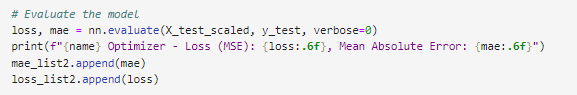 # Evaluate the model
loss, mae = nn.evaluate(X_test_scaled, y_test, verbose=0)
print(f"{name} Optimizer - Loss (MSE): {loss:.6f}, Mean Absolute Error: {mae:.6f}")
mae_list2.append(mae)
loss_list2.append(loss)